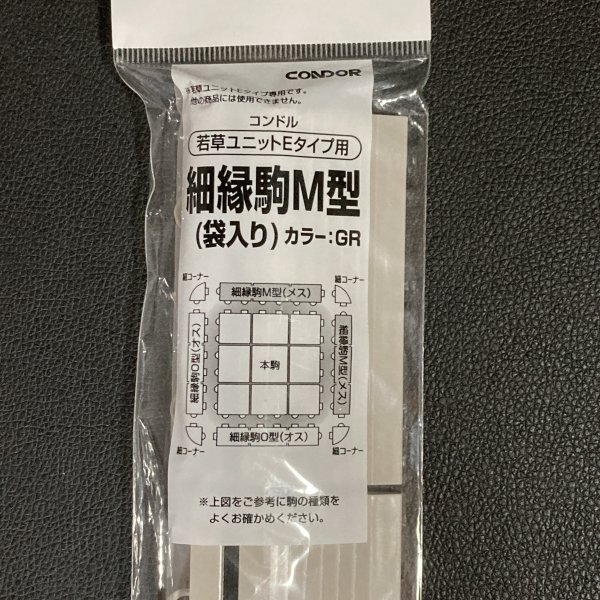 CONDOR
若草ユニットEタイプ専用です。
他の商品には使用できません。
コンドル
若草ユニットEタイプ用
細縁駒M型
(袋入り) カラー:GR
細コーナー
細縁駒M型(メス)
細コーナー
細縁駒O型(オス)
本駒
細縁駒M型(メス)
細コーナー
細縁駒O型(オス)
細コーナー
※上図をご参考に駒の種類を
よくお確かめください。